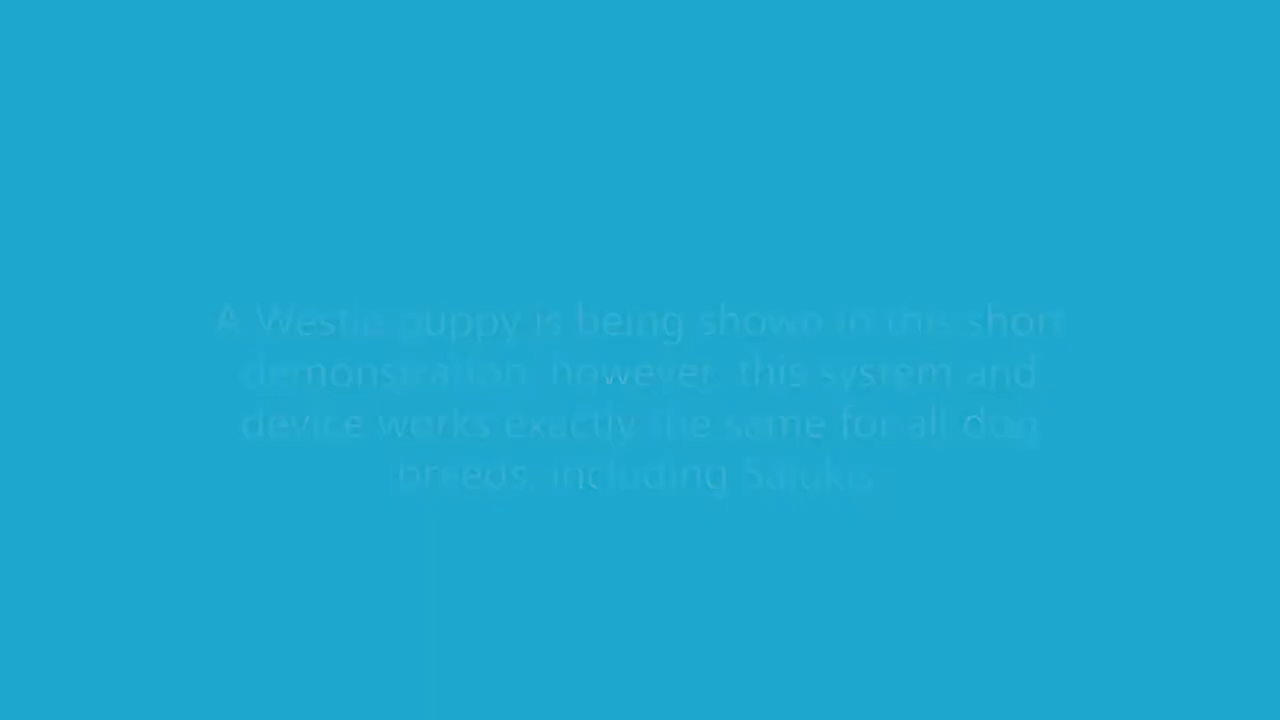 A Westie puppy is being shown in this short
demonstration, however, this system and
device works exactly the same for all dog
breeds, including Salukis